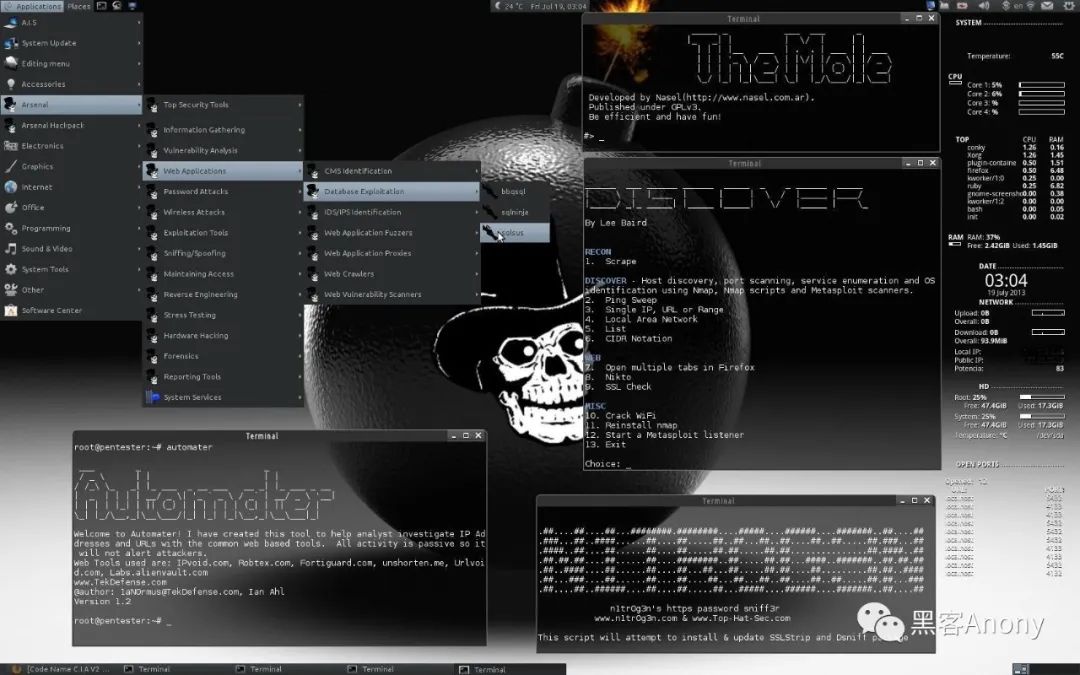 Applications Places
24 °C Fri Jul 19, 03:04
en
A.I.S
System Update
Editing menu
Accessories
Arsenal
Arsenal Hackpack
Electronics
Graphics
Internet
Office
Programming
Sound & Video
System Tools
Other
Software Center
Top Security Tools
Information Gathering
Vulnerability Analysis
Web Applications
Password Attacks
Wireless Attacks
Exploitation Tools
Sniffing/Spoofing
Maintaining Access
Reverse Engineering
Stress Testing
Hardware Hacking
Forensics
Reporting Tools
System Services
CMS Identification
Database Exploitation
IDS/IPS Identification
Web Application Fuzzers
Web Application Proxies
Web Crawlers
Web Vulnerability Scanners
bbqsql
sqlninja
sqlsus
Terminal
The Mole
Developed by Nasel(http://www.nasel.com.ar).
Published under GPLv3.
Be efficient and have fun!
#> _
Terminal
DISCOVER
By Lee Baird
RECON
1. Scrape
DISCOVER - Host discovery, port scanning, service enumeration and OS
identification using Nmap, Nmap scripts and Metasploit scanners.
2. Ping Sweep
3. Single IP, URL or Range
4. Local Area Network
5. List
6. CIDR Notation
WEB
7. Open multiple tabs in Firefox
8. Nikto
9. SSL Check
MISC
10. Crack WiFi
11. Reinstall nmap
12. Start a Metasploit listener
13. Exit
Choice: _
Terminal
root@pentester:~# automater
Automater
Welcome to Automater! I have created this tool to help analyst investigate IP Ad
dresses and URLs with the common web based tools. All activity is passive so it
will not alert attackers.
Web Tools used are: IPvoid.com, Robtex.com, Fortiguard.com, unshorten.me, Urlvoi
d.com, Labs.alienvault.com
www.TekDefense.com
@author: 1aNDrmus@TekDefense.com, Ian Ahl
Version 1.2
root@pentester:~# _
Terminal
n1tr0g3n's https password sniff3r
www.n1tr0g3n.com & www.Top-Hat-Sec.com
This script will attempt to install & update SSLStrip and Dsniff package
黑客Anony
SYSTEM
Temperature: 55C
CPU
Core 1: 5%
Core 2: 6%
Core 3: %
Core 4: %
TOP CPU RAM
conky 1.26 0.16
Xorg 1.26 1.45
plugin-containe 0.50 1.51
firefox 0.50 6.48
kworker/1:0 0.25 0.00
ruby 0.25 6.82
gnome-screensho 0.00 0.38
kworker/1:2 0.00 0.00
bash 0.00 0.05
init 0.00 0.02
RAM RAM: 37%
Free: 2.42GiB Used: 1.45GiB
DATE
03:04
19 July 2013
NETWORK
Upload: 0B
Overall: 0B
Download: 0B
Overall: 93.9MiB
Local IP:
Public IP:
Potencia: 83
HD
Root: 25%
Free: 47.4GiB Used: 17.3GiB
System: 25%
Free: 47.4GiB Used: 17.3GiB
Temperature: °C /dev/sda
OPEN PORTS
[Code Name C.I.A V2 ...
Terminal
Terminal
Terminal
Terminal